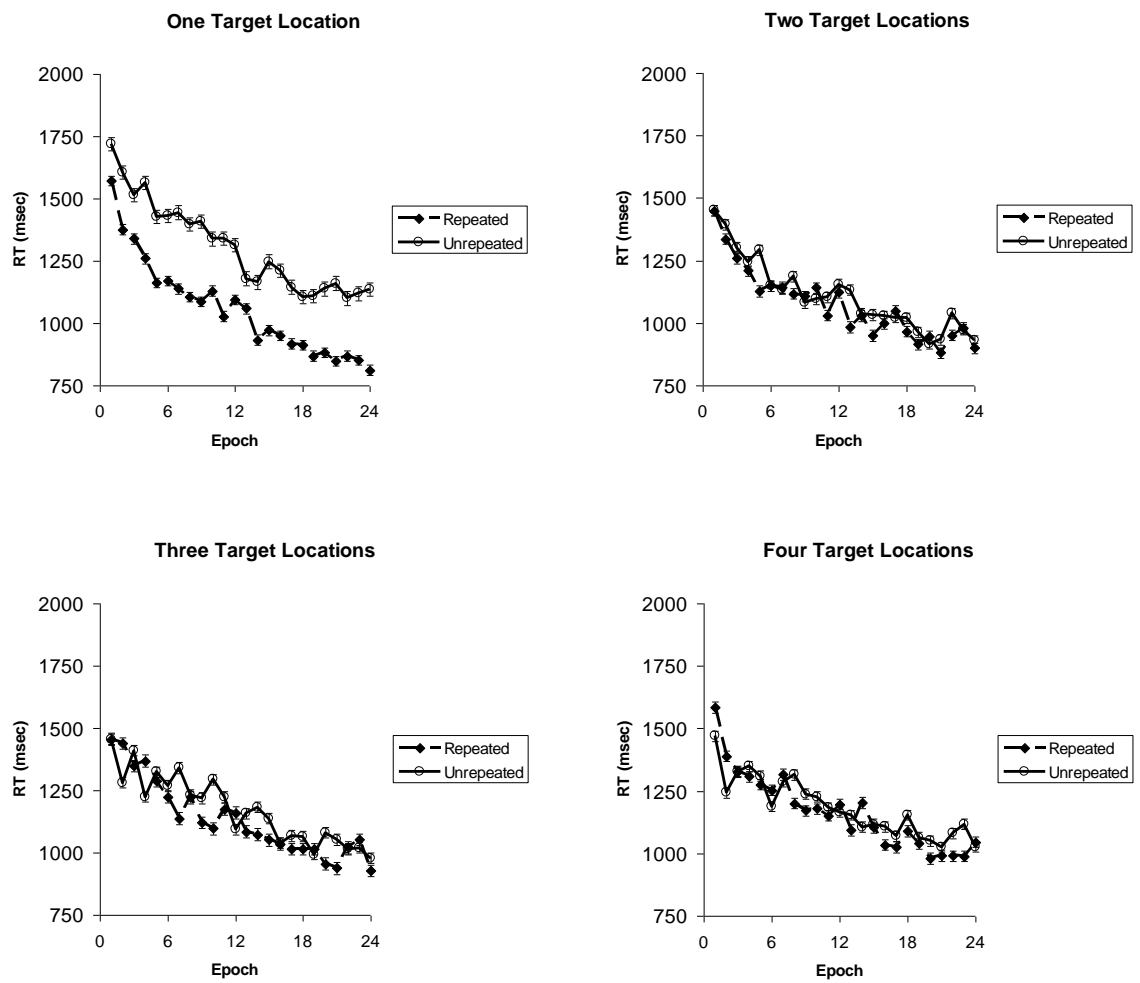 One Target Location
2000
1750
1500
1250
1000
750
RT (msec)
0 6 12 18 24
Epoch
Repeated
Unrepeated
Two Target Locations
2000
1750
1500
1250
1000
750
RT (msec)
0 6 12 18 24
Epoch
Repeated
Unrepeated
Three Target Locations
2000
1750
1500
1250
1000
750
RT (msec)
0 6 12 18 24
Epoch
Repeated
Unrepeated
Four Target Locations
2000
1750
1500
1250
1000
750
RT (msec)
0 6 12 18 24
Epoch
Repeated
Unrepeated